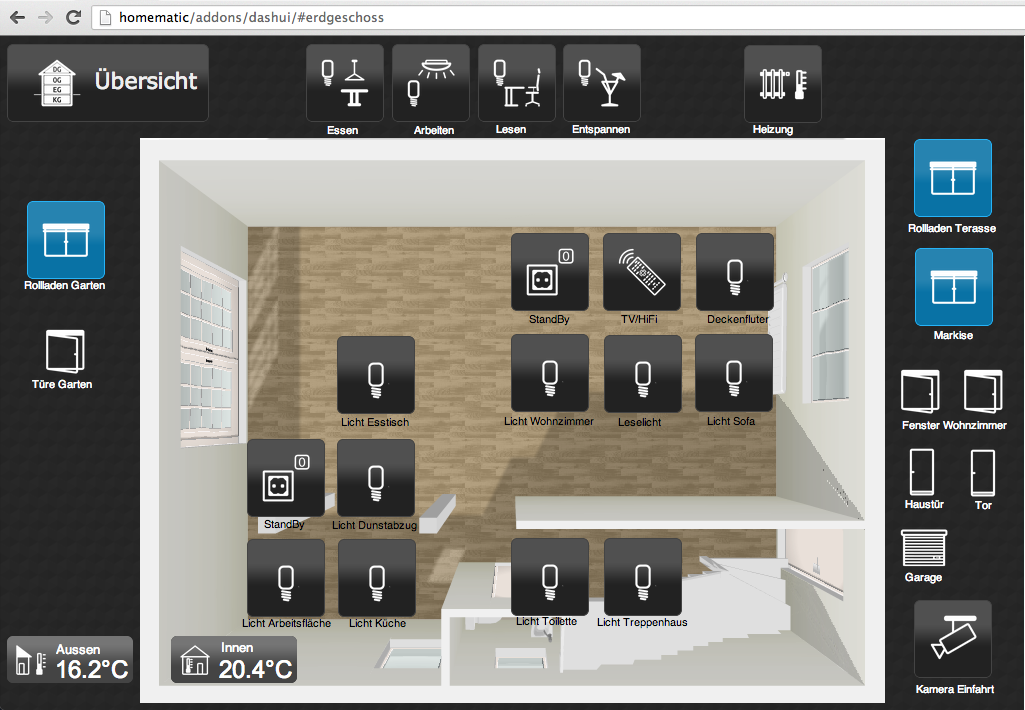 homematic/addons/dashui/#erdgeschoss
DG
OG
EG
KG
Übersicht
Essen
Arbeiten
Lesen
Entspannen
Heizung
Rollladen Garten
Türe Garten
Rollladen Terasse
Markise
Fenster Wohnzimmer
Haustür
Tor
Garage
Kamera Einfahrt
0
StandBy
TV/HiFi
Deckenfluter
Licht Esstisch
Licht Wohnzimmer
Leselicht
Licht Sofa
0
StandBy
Licht Dunstabzug
Licht Arbeitsfläche
Licht Küche
Licht Toilette
Licht Treppenhaus
Aussen
16.2°C
Innen
20.4°C